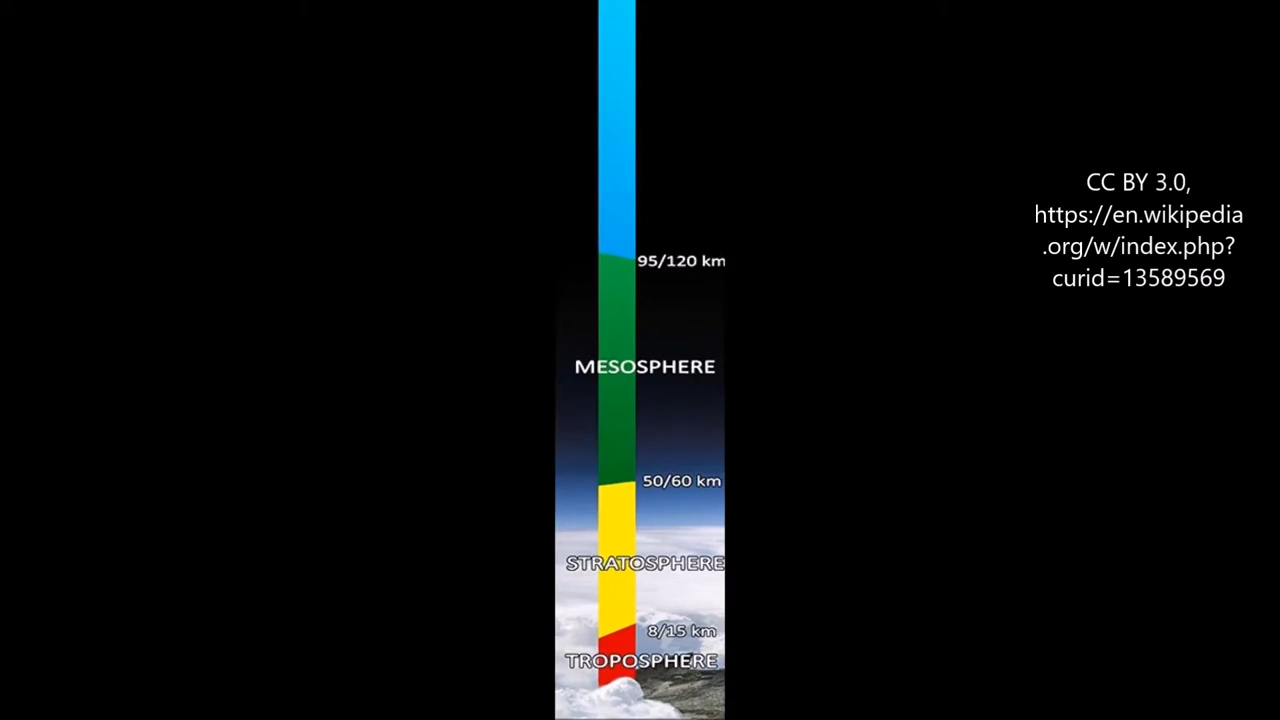 CC BY 3.0,
https://en.wikipedia
.org/w/index.php?
curid=13589569
95/120 km
MESOSPHERE
50/60 km
STRATOSPHERE
8/15 km
TROPOSPHERE